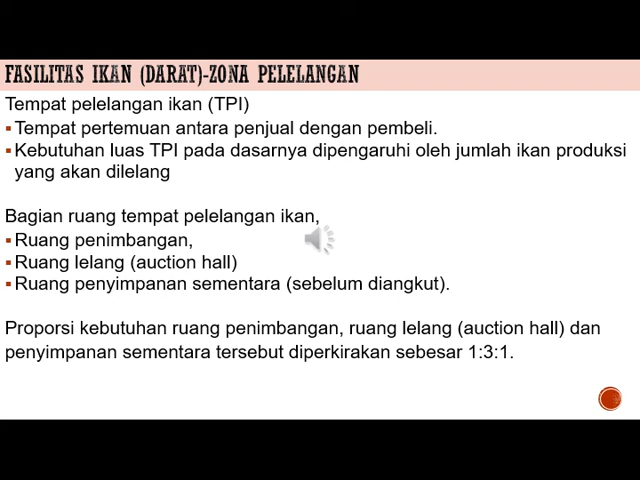 FASILITAS IKAN (DARAT)-ZONA PELELANGAN
Tempat pelelangan ikan (TPI)
▪Tempat pertemuan antara penjual dengan pembeli.
▪Kebutuhan luas TPI pada dasarnya dipengaruhi oleh jumlah ikan produksi
yang akan dilelang
Bagian ruang tempat pelelangan ikan,
▪Ruang penimbangan,
▪Ruang lelang (auction hall)
▪Ruang penyimpanan sementara (sebelum diangkut).
Proporsi kebutuhan ruang penimbangan, ruang lelang (auction hall) dan
penyimpanan sementara tersebut diperkirakan sebesar 1:3:1.